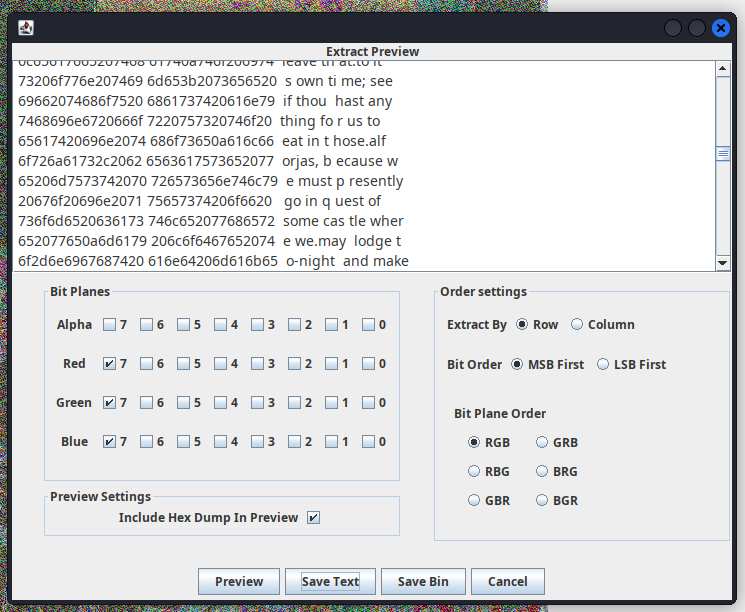 Extract Preview
73206f776e207469 6d653b2073656520 s own ti me; see
69662074686f7520 6861737420616e79 if thou hast any
7468696e6720666f 7220757320746f20 thing fo r us to
65617420696e2074 686f73650a616c66 eat in t hose.alf
6f726a61732c2062 6563617573652077 orjas, b ecause w
65206d7573742070 726573656e746c79 e must p resently
20676f20696e2071 75657374206f6620 go in q uest of
736f6d6520636173 746c652077686572 some cas tle wher
652077650a6d6179 206c6f6467652074 e we.may lodge t
6f2d6e6967687420 616e64206d616b65 o-night and make
Bit Planes
Alpha 7 6 5 4 3 2 1 0
Red 7 6 5 4 3 2 1 0
Green 7 6 5 4 3 2 1 0
Blue 7 6 5 4 3 2 1 0
Preview Settings
Include Hex Dump In Preview
Order settings
Extract By Row Column
Bit Order MSB First LSB First
Bit Plane Order
RGB GRB
RBG BRG
GBR BGR
Preview Save Text Save Bin Cancel